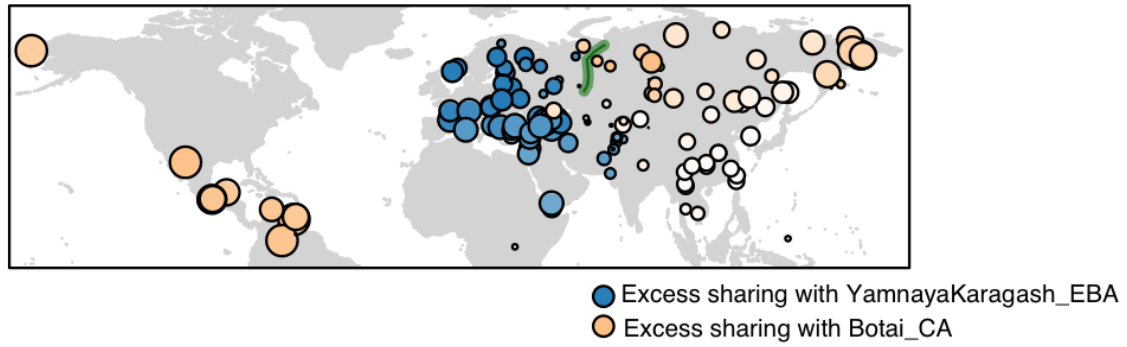 Excess sharing with YamnayaKaragash_EBA
Excess sharing with Botai_CA